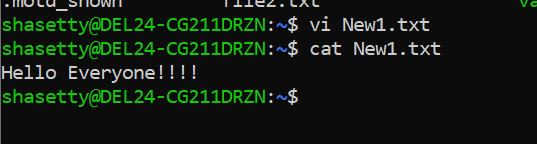 .motd_shown file2.txt va
shasetty@DEL24-CG211DRZN:~$ vi New1.txt
shasetty@DEL24-CG211DRZN:~$ cat New1.txt
Hello Everyone!!!!
shasetty@DEL24-CG211DRZN:~$